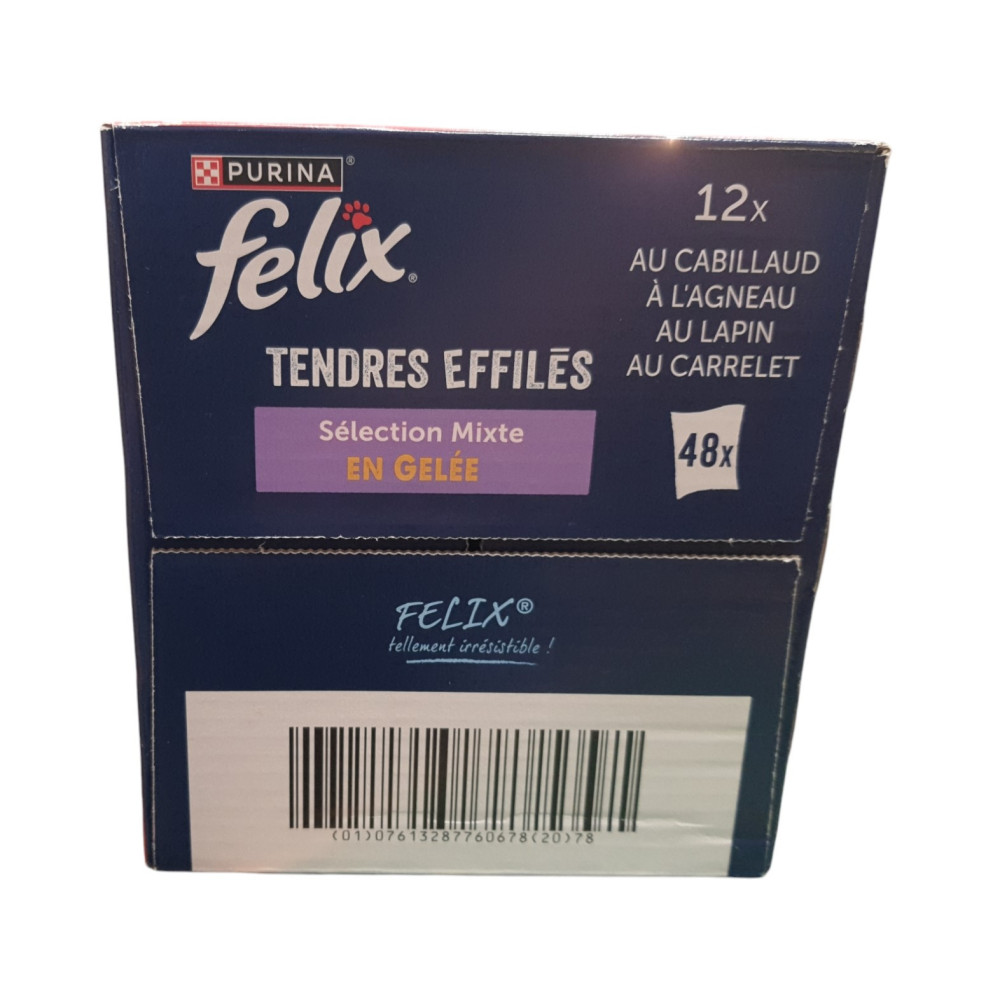 PURINA®
felix®
TENDRES EFFILĒS
Sélection Mixte
EN GELÉE
12x
AU CABILLAUD
À L'AGNEAU
AU LAPIN
AU CARRELET
48x
FELIX®
tellement irrésistible !
(01)07613287760678(20)78